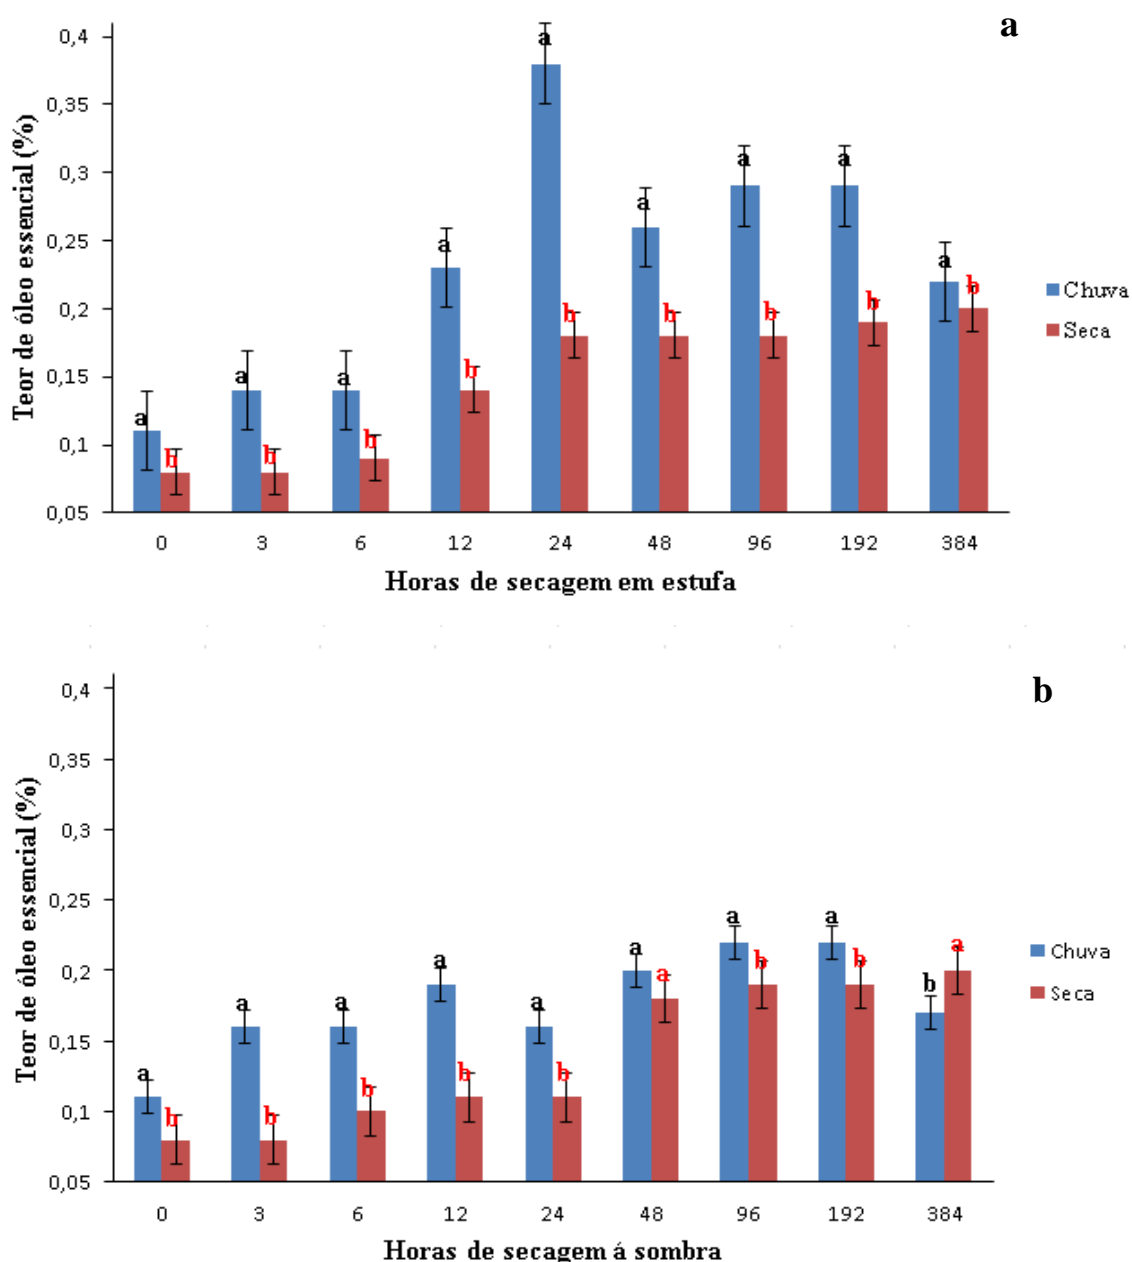 a
0,4
0,35
0,3
0,25
0,2
0,15
0,1
0,05
Teor de óleo essencial (%)
a b
a b
a b
a b
a b
a b
a b
a b
a b
Chuva
Seca
0 3 6 12 24 48 96 192 384
Horas de secagem em estufa
b
0,4
0,35
0,3
0,25
0,2
0,15
0,1
0,05
Teor de óleo essencial (%)
a b
a b
a b
a b
a b
a a
a b
a b
b a
Chuva
Seca
0 3 6 12 24 48 96 192 384
Horas de secagem á sombra